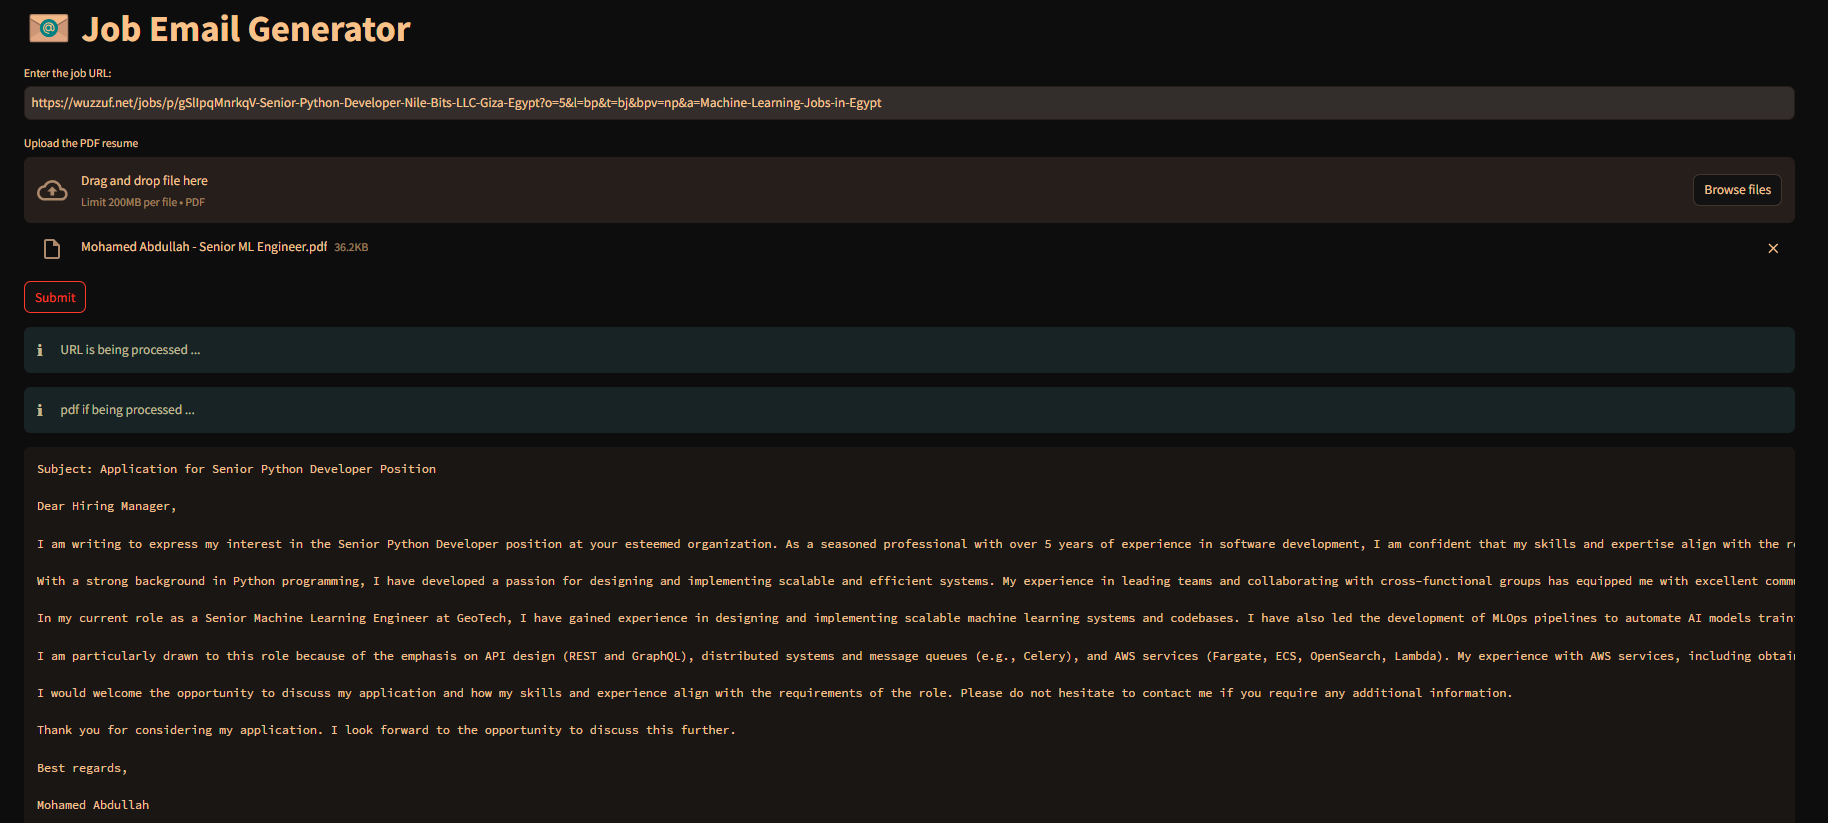 Job Email Generator
Enter the job URL:
https://wuzzuf.net/jobs/p/gSlIpqMnrkqV-Senior-Python-Developer-Nile-Bits-LLC-Giza-Egypt?o=5&l=bp&t=bj&bpv=np&a=Machine-Learning-Jobs-in-Egypt
Upload the PDF resume
Drag and drop file here
Limit 200MB per file • PDF
Browse files
Mohamed Abdullah - Senior ML Engineer.pdf 36.2KB
Submit
URL is being processed ...
pdf if being processed ...
Subject: Application for Senior Python Developer Position
Dear Hiring Manager,
I am writing to express my interest in the Senior Python Developer position at your esteemed organization. As a seasoned professional with over 5 years of experience in software development, I am confident that my skills and expertise align with the
With a strong background in Python programming, I have developed a passion for designing and implementing scalable and efficient systems. My experience in leading teams and collaborating with cross-functional groups has equipped me with excellent
In my current role as a Senior Machine Learning Engineer at GeoTech, I have gained experience in designing and implementing scalable machine learning systems and codebases. I have also led the development of MLOps pipelines to automate AI models
I am particularly drawn to this role because of the emphasis on API design (REST and GraphQL), distributed systems and message queues (e.g., Celery), and AWS services (Fargate, ECS, OpenSearch, Lambda). My experience with AWS services, including
I would welcome the opportunity to discuss my application and how my skills and experience align with the requirements of the role. Please do not hesitate to contact me if you require any additional information.
Thank you for considering my application. I look forward to the opportunity to discuss this further.
Best regards,
Mohamed Abdullah